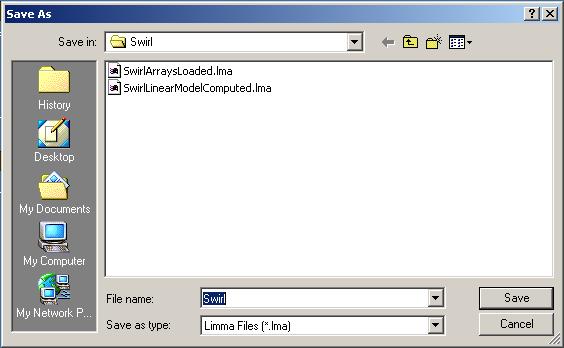 Save As
Save in: Swirl
SwirlArraysLoaded.lma
SwirlLinearModelComputed.lma
History
Desktop
My Documents
My Computer
My Network P...
File name: Swirl Save
Save as type: Limma Files (*.lma) Cancel